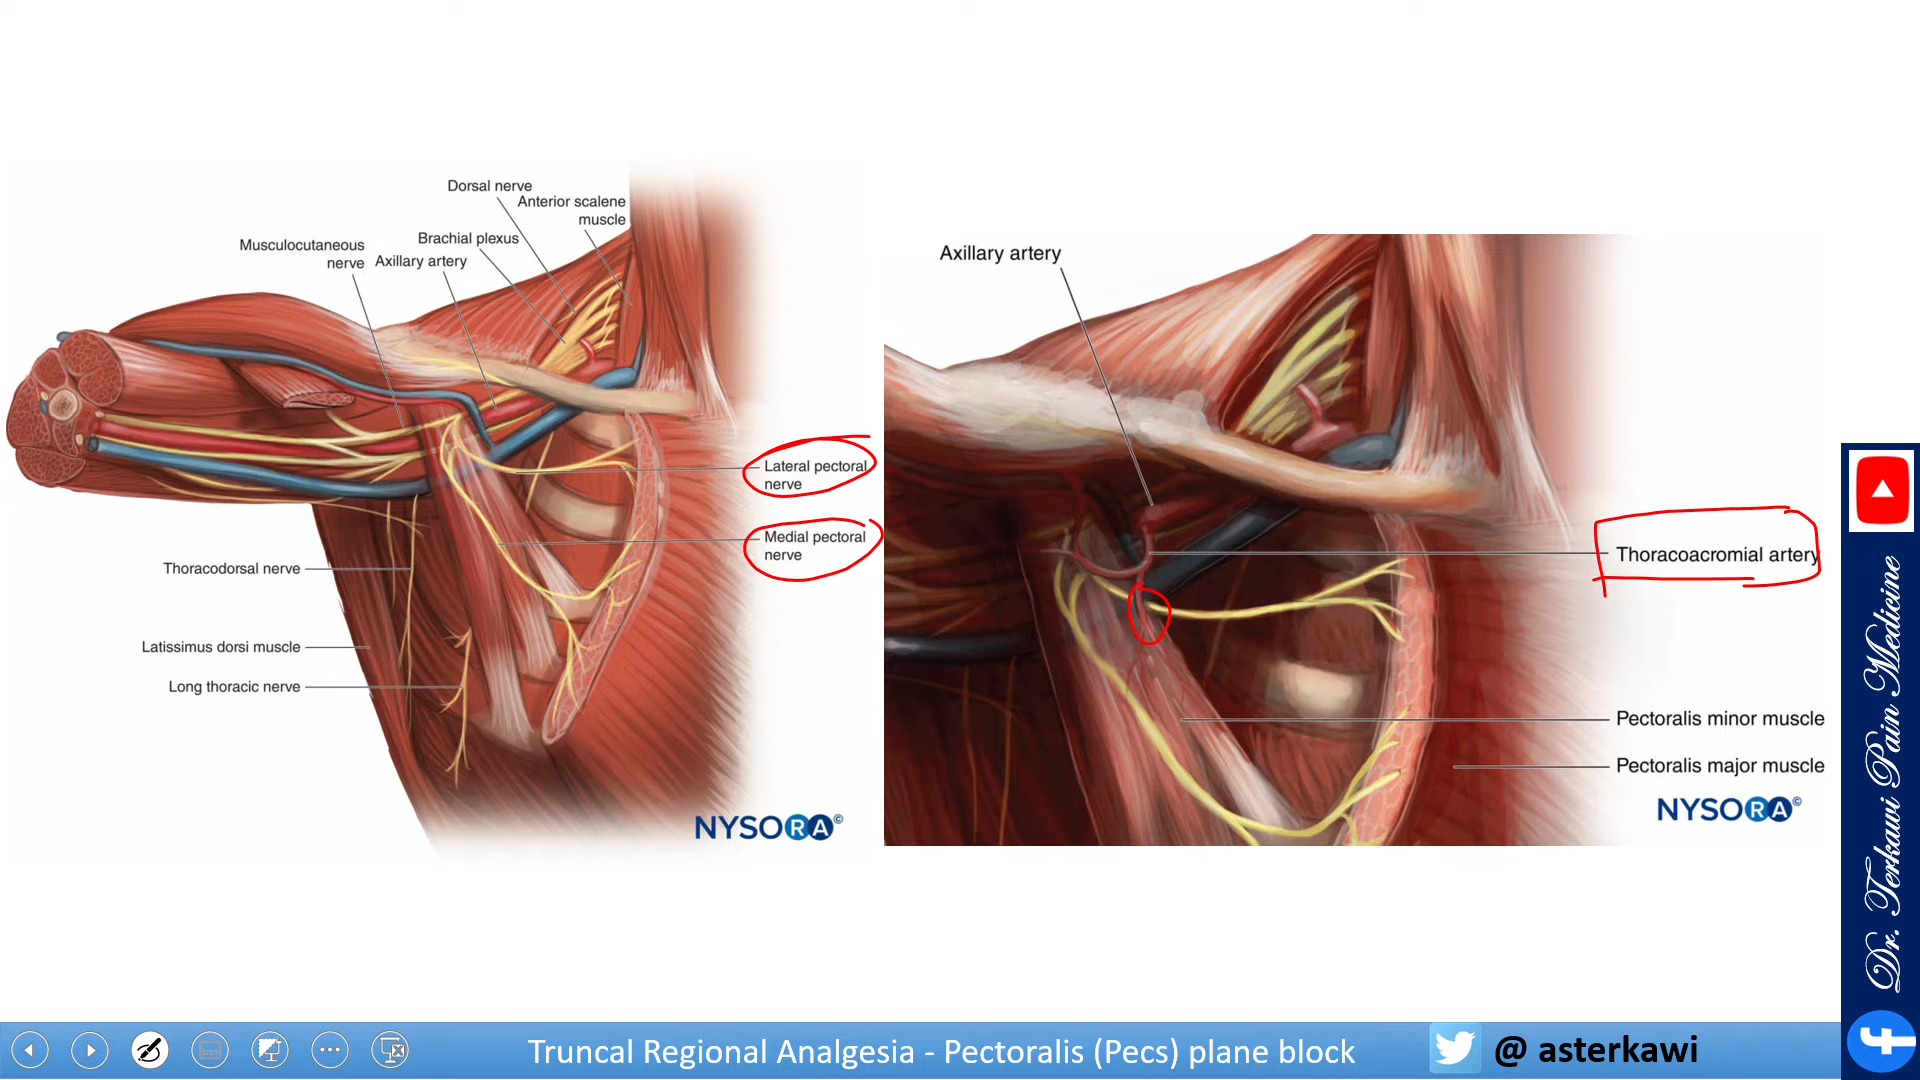 Dorsal nerve
Anterior scalene
muscle
Brachial plexus
Musculocutaneous
nerve
Axillary artery
Lateral pectoral
nerve
Medial pectoral
nerve
Thoracodorsal nerve
Latissimus dorsi muscle
Long thoracic nerve
NYSORA©
Axillary artery
Thoracoacromial artery
Pectoralis minor muscle
Pectoralis major muscle
NYSORA©
Dr. Terkawi Pain Medicine
Truncal Regional Analgesia - Pectoralis (Pecs) plane block
@ asterkawi